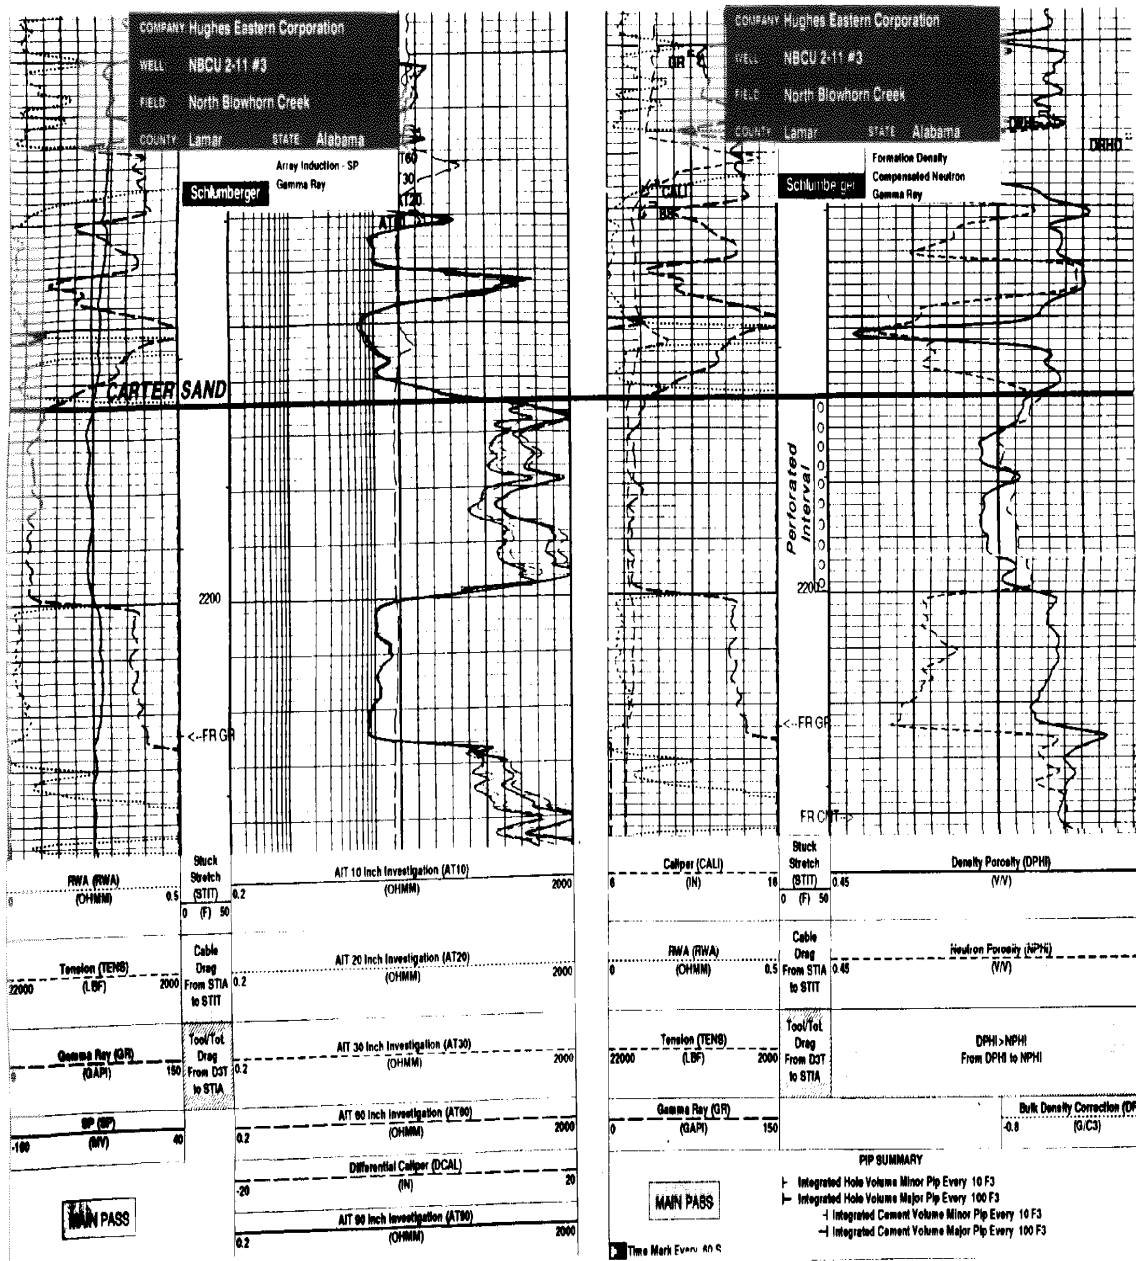 COMPANY Hughes Eastern Corporation
WELL NBCU 2-11 #3
FIELD North Blowhorn Creek
COUNTY Lamar STATE Alabama
Schlumberger
Array Induction - SP
Gamma Ray
T60
30
AT20
CARTER SAND
2200
<--FR GR
RWA (RWA)
0 (OHMM) 0.5
Tension (TENS)
22000 (LBF) 2000
Gamma Ray (GR)
0 (GAPI) 150
SP (SP)
-160 (MV) 40
Stuck
Stretch
(STIT)
0 (F) 50
Cable
Drag
From STIA
to STIT
Tool/Tot.
Drag
From D3T
to STIA
AIT 10 Inch Investigation (AT10)
0.2 (OHMM) 2000
AIT 20 Inch Investigation (AT20)
0.2 (OHMM) 2000
AIT 30 Inch Investigation (AT30)
0.2 (OHMM) 2000
AIT 60 Inch Investigation (AT60)
0.2 (OHMM) 2000
Differential Caliper (DCAL)
-20 (IN) 20
AIT 90 Inch Investigation (AT90)
0.2 (OHMM) 2000
MAIN PASS
COMPANY Hughes Eastern Corporation
WELL NBCU 2-11 #3
FIELD North Blowhorn Creek
COUNTY Lamar STATE Alabama
Schlumberger
Formation Density
Compensated Neutron
Gamma Ray
GR
DRHO
CALI
BS
Perforated
Interval
2200
<--FR GR
FR CNT-->
Caliper (CALI)
6 (IN) 16
RWA (RWA)
0 (OHMM) 0.5
Tension (TENS)
22000 (LBF) 2000
Gamma Ray (GR)
0 (GAPI) 150
Stuck
Stretch
(STIT)
0 (F) 50
Cable
Drag
From STIA
to STIT
Tool/Tot.
Drag
From D3T
to STIA
Density Porosity (DPHI)
0.45 (V/V)
Neutron Porosity (NPHI)
0.45 (V/V)
DPHI>NPHI
From DPHI to NPHI
Bulk Density Correction (DR
(G/C3)
PIP SUMMARY
Integrated Hole Volume Minor Pip Every 10 F3
Integrated Hole Volume Major Pip Every 100 F3
Integrated Cement Volume Minor Pip Every 10 F3
Integrated Cement Volume Major Pip Every 100 F3
MAIN PASS
Time Mark Every 60 S